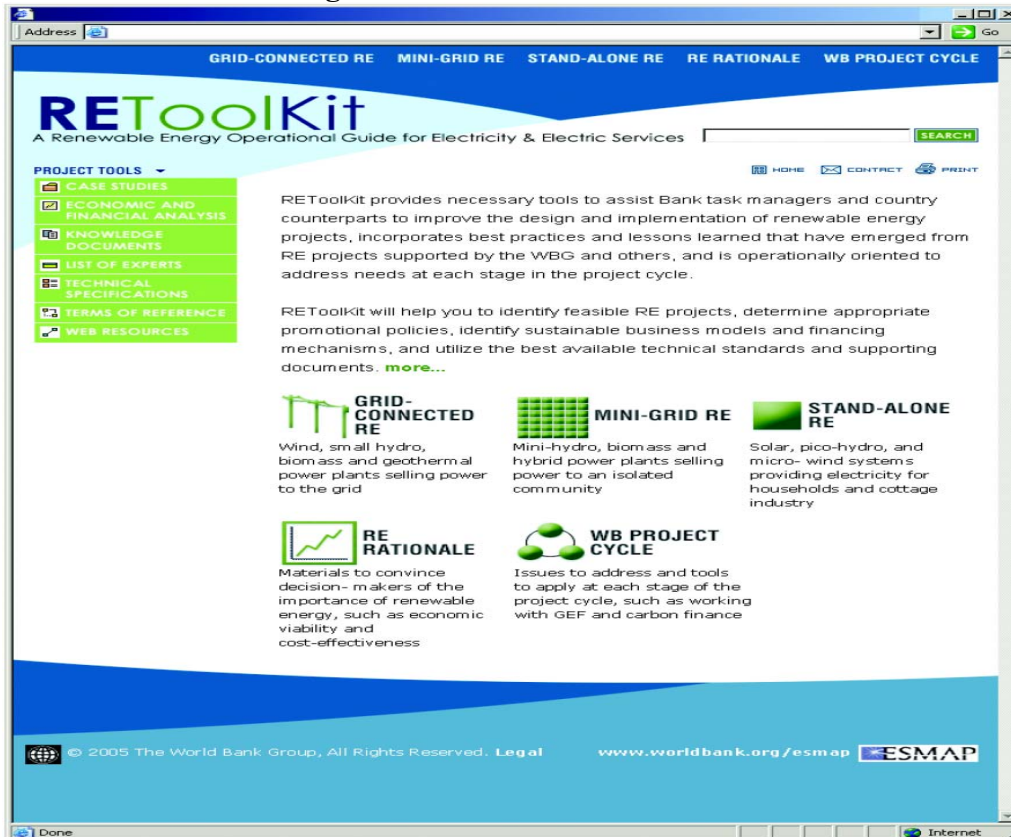 Address
Go
GRID-CONNECTED RE MINI-GRID RE STAND-ALONE RE RE RATIONALE WB PROJECT CYCLE
REToolKit
A Renewable Energy Operational Guide for Electricity & Electric Services
SEARCH
HOME CONTACT PRINT
PROJECT TOOLS
CASE STUDIES
ECONOMIC AND
FINANCIAL ANALYSIS
KNOWLEDGE
DOCUMENTS
LIST OF EXPERTS
TECHNICAL
SPECIFICATIONS
TERMS OF REFERENCE
WEB RESOURCES
REToolKit provides necessary tools to assist Bank task managers and country
counterparts to improve the design and implementation of renewable energy
projects, incorporates best practices and lessons learned that have emerged from
RE projects supported by the WBG and others, and is operationally oriented to
address needs at each stage in the project cycle.
REToolKit will help you to identify feasible RE projects, determine appropriate
promotional policies, identify sustainable business models and financing
mechanisms, and utilize the best available technical standards and supporting
documents. more...
GRID-
CONNECTED
RE
Wind, small hydro,
biomass and geothermal
power plants selling power
to the grid
MINI-GRID RE
Mini-hydro, biomass and
hybrid power plants selling
power to an isolated
community
STAND-ALONE
RE
Solar, pico-hydro, and
micro- wind systems
providing electricity for
households and cottage
industry
RE
RATIONALE
Materials to convince
decision- makers of the
importance of renewable
energy, such as economic
viability and
cost-effectiveness
WB PROJECT
CYCLE
Issues to address and tools
to apply at each stage of the
project cycle, such as working
with GEF and carbon finance
© 2005 The World Bank Group, All Rights Reserved. Legal
www.worldbank.org/esmap ESMAP
Done
Internet